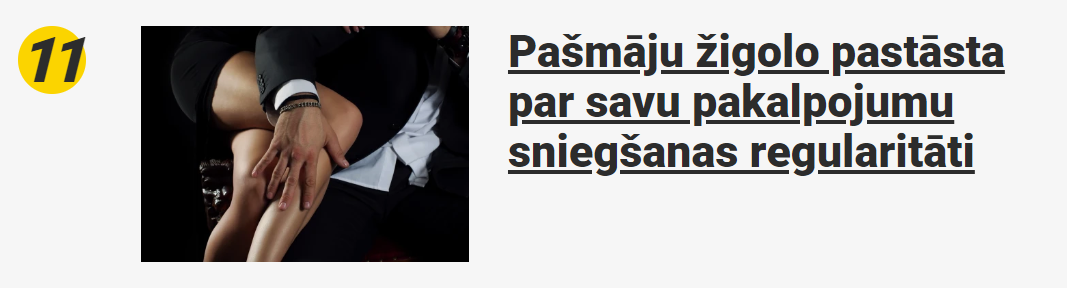 11
Pašmāju žigolo pastāsta
par savu pakalpojumu
sniegšanas regularitāti